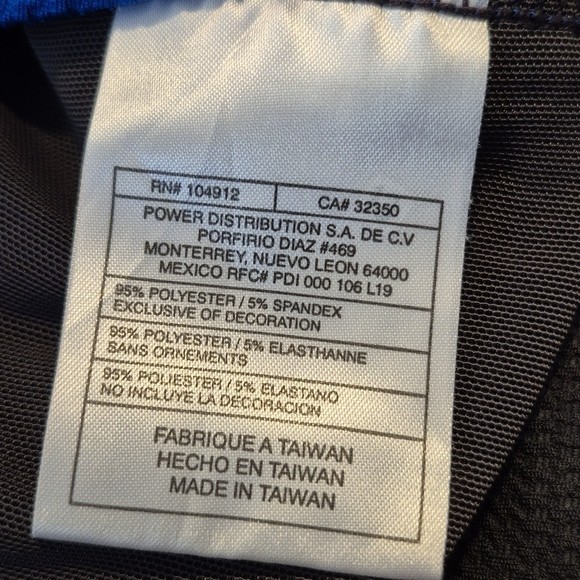 RN# 104912 CA# 32350
POWER DISTRIBUTION S.A. DE C.V
PORFIRIO DIAZ #469
MONTERREY, NUEVO LEON 64000
MEXICO RFC# PDI 000 106 L19
95% POLYESTER / 5% SPANDEX
EXCLUSIVE OF DECORATION
95% POLYESTER / 5% ELASTHANNE
SANS ORNEMENTS
95% POLIESTER / 5% ELASTANO
NO INCLUYE LA DECORACION
FABRIQUE A TAIWAN
HECHO EN TAIWAN
MADE IN TAIWAN